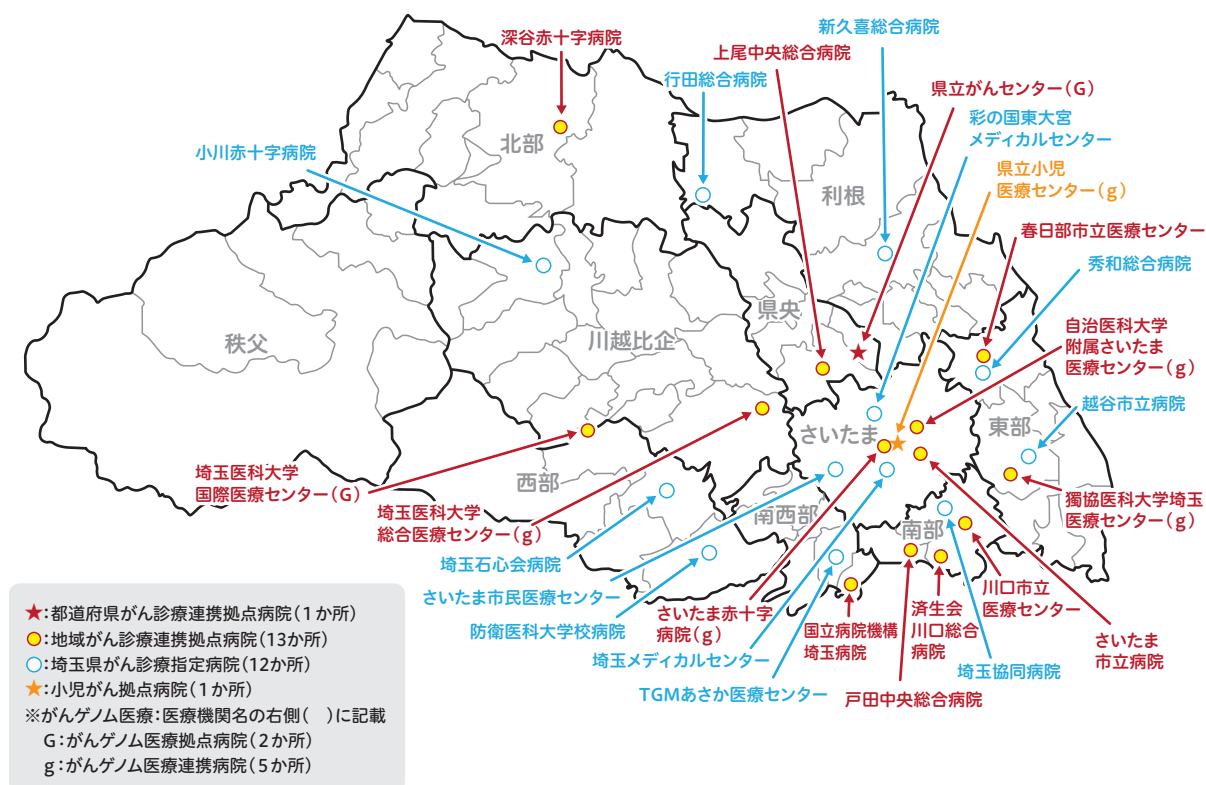 深谷赤十字病院
上尾中央総合病院
新久喜総合病院
行田総合病院
県立がんセンター(G)
彩の国東大宮
メディカルセンター
県立小児
医療センター(g)
小川赤十字病院
春日部市立医療センター
秀和総合病院
自治医科大学
附属さいたま
医療センター(g)
越谷市立病院
獨協医科大学埼玉
医療センター(g)
北部
利根
秩父
川越比企
県央
さいたま
東部
西部
南西部
南部
埼玉医科大学
国際医療センター(G)
埼玉医科大学
総合医療センター(g)
埼玉石心会病院
さいたま市民医療センター
防衛医科大学校病院
さいたま赤十字
病院(g)
埼玉メディカルセンター
TGMあさか医療センター
国立病院機構
埼玉病院
済生会
川口総合
病院
戸田中央総合病院
川口市立
医療センター
埼玉協同病院
さいたま
市立病院
★:都道府県がん診療連携拠点病院(1か所)
:地域がん診療連携拠点病院(13か所)
:埼玉県がん診療指定病院(12か所)
★:小児がん拠点病院(1か所)
※がんゲノム医療:医療機関名の右側(　)に記載
G:がんゲノム医療拠点病院(2か所)
g:がんゲノム医療連携病院(5か所)